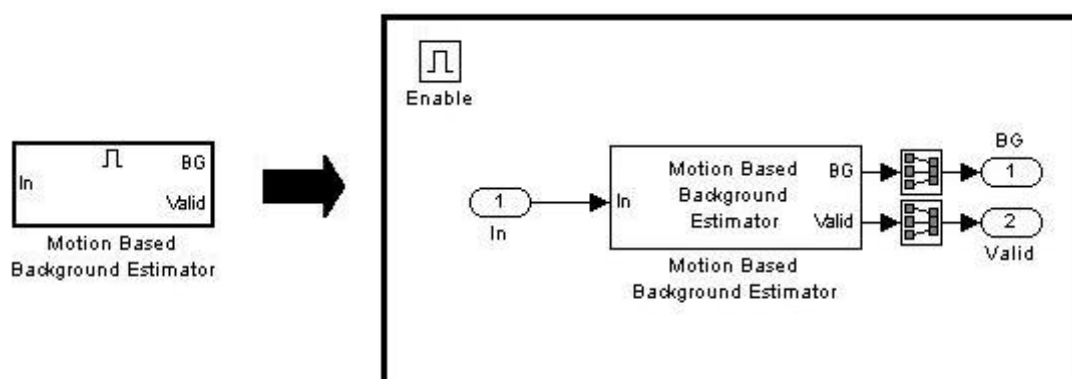 In
BG
Valid
Motion Based
Background Estimator
Enable
1
In
In
Motion Based
Background
Estimator
BG
Valid
Motion Based
Background Estimator
BG
1
2
Valid